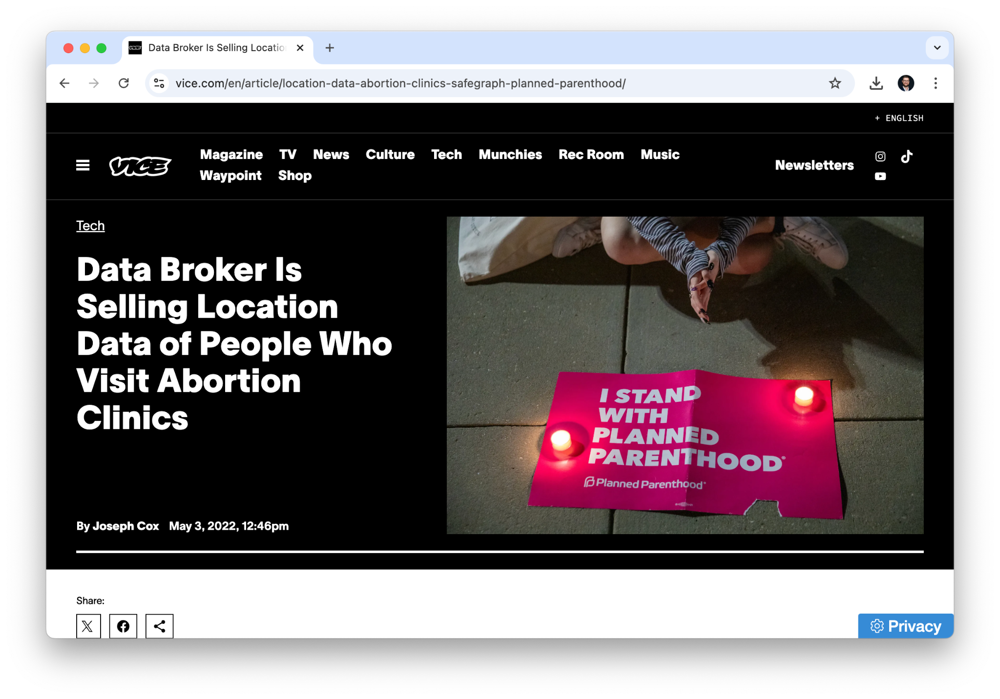 VICE Data Broker Is Selling Locatio
vice.com/en/article/location-data-abortion-clinics-safegraph-planned-parenthood/
+ ENGLISH
VICE
Magazine TV News Culture Tech Munchies Rec Room Music
Waypoint Shop
Newsletters
Tech
Data Broker Is
Selling Location
Data of People Who
Visit Abortion
Clinics
By Joseph Cox May 3, 2022, 12:46pm
I STAND
WITH
PLANNED
PARENTHOOD®
Planned Parenthood®
Share:
Privacy